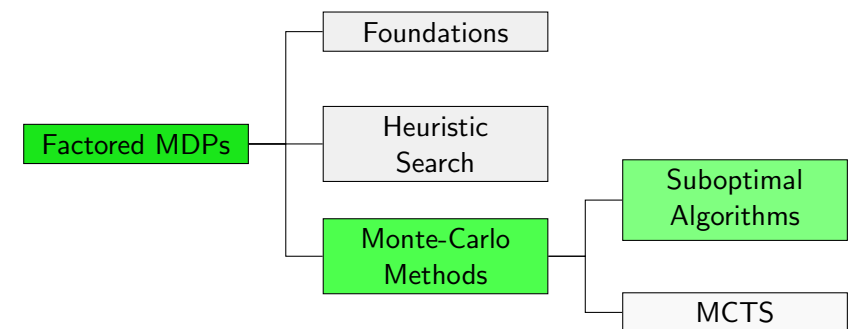 Foundations
Factored MDPs
Heuristic
Search
Monte-Carlo
Methods
Suboptimal
Algorithms
MCTS